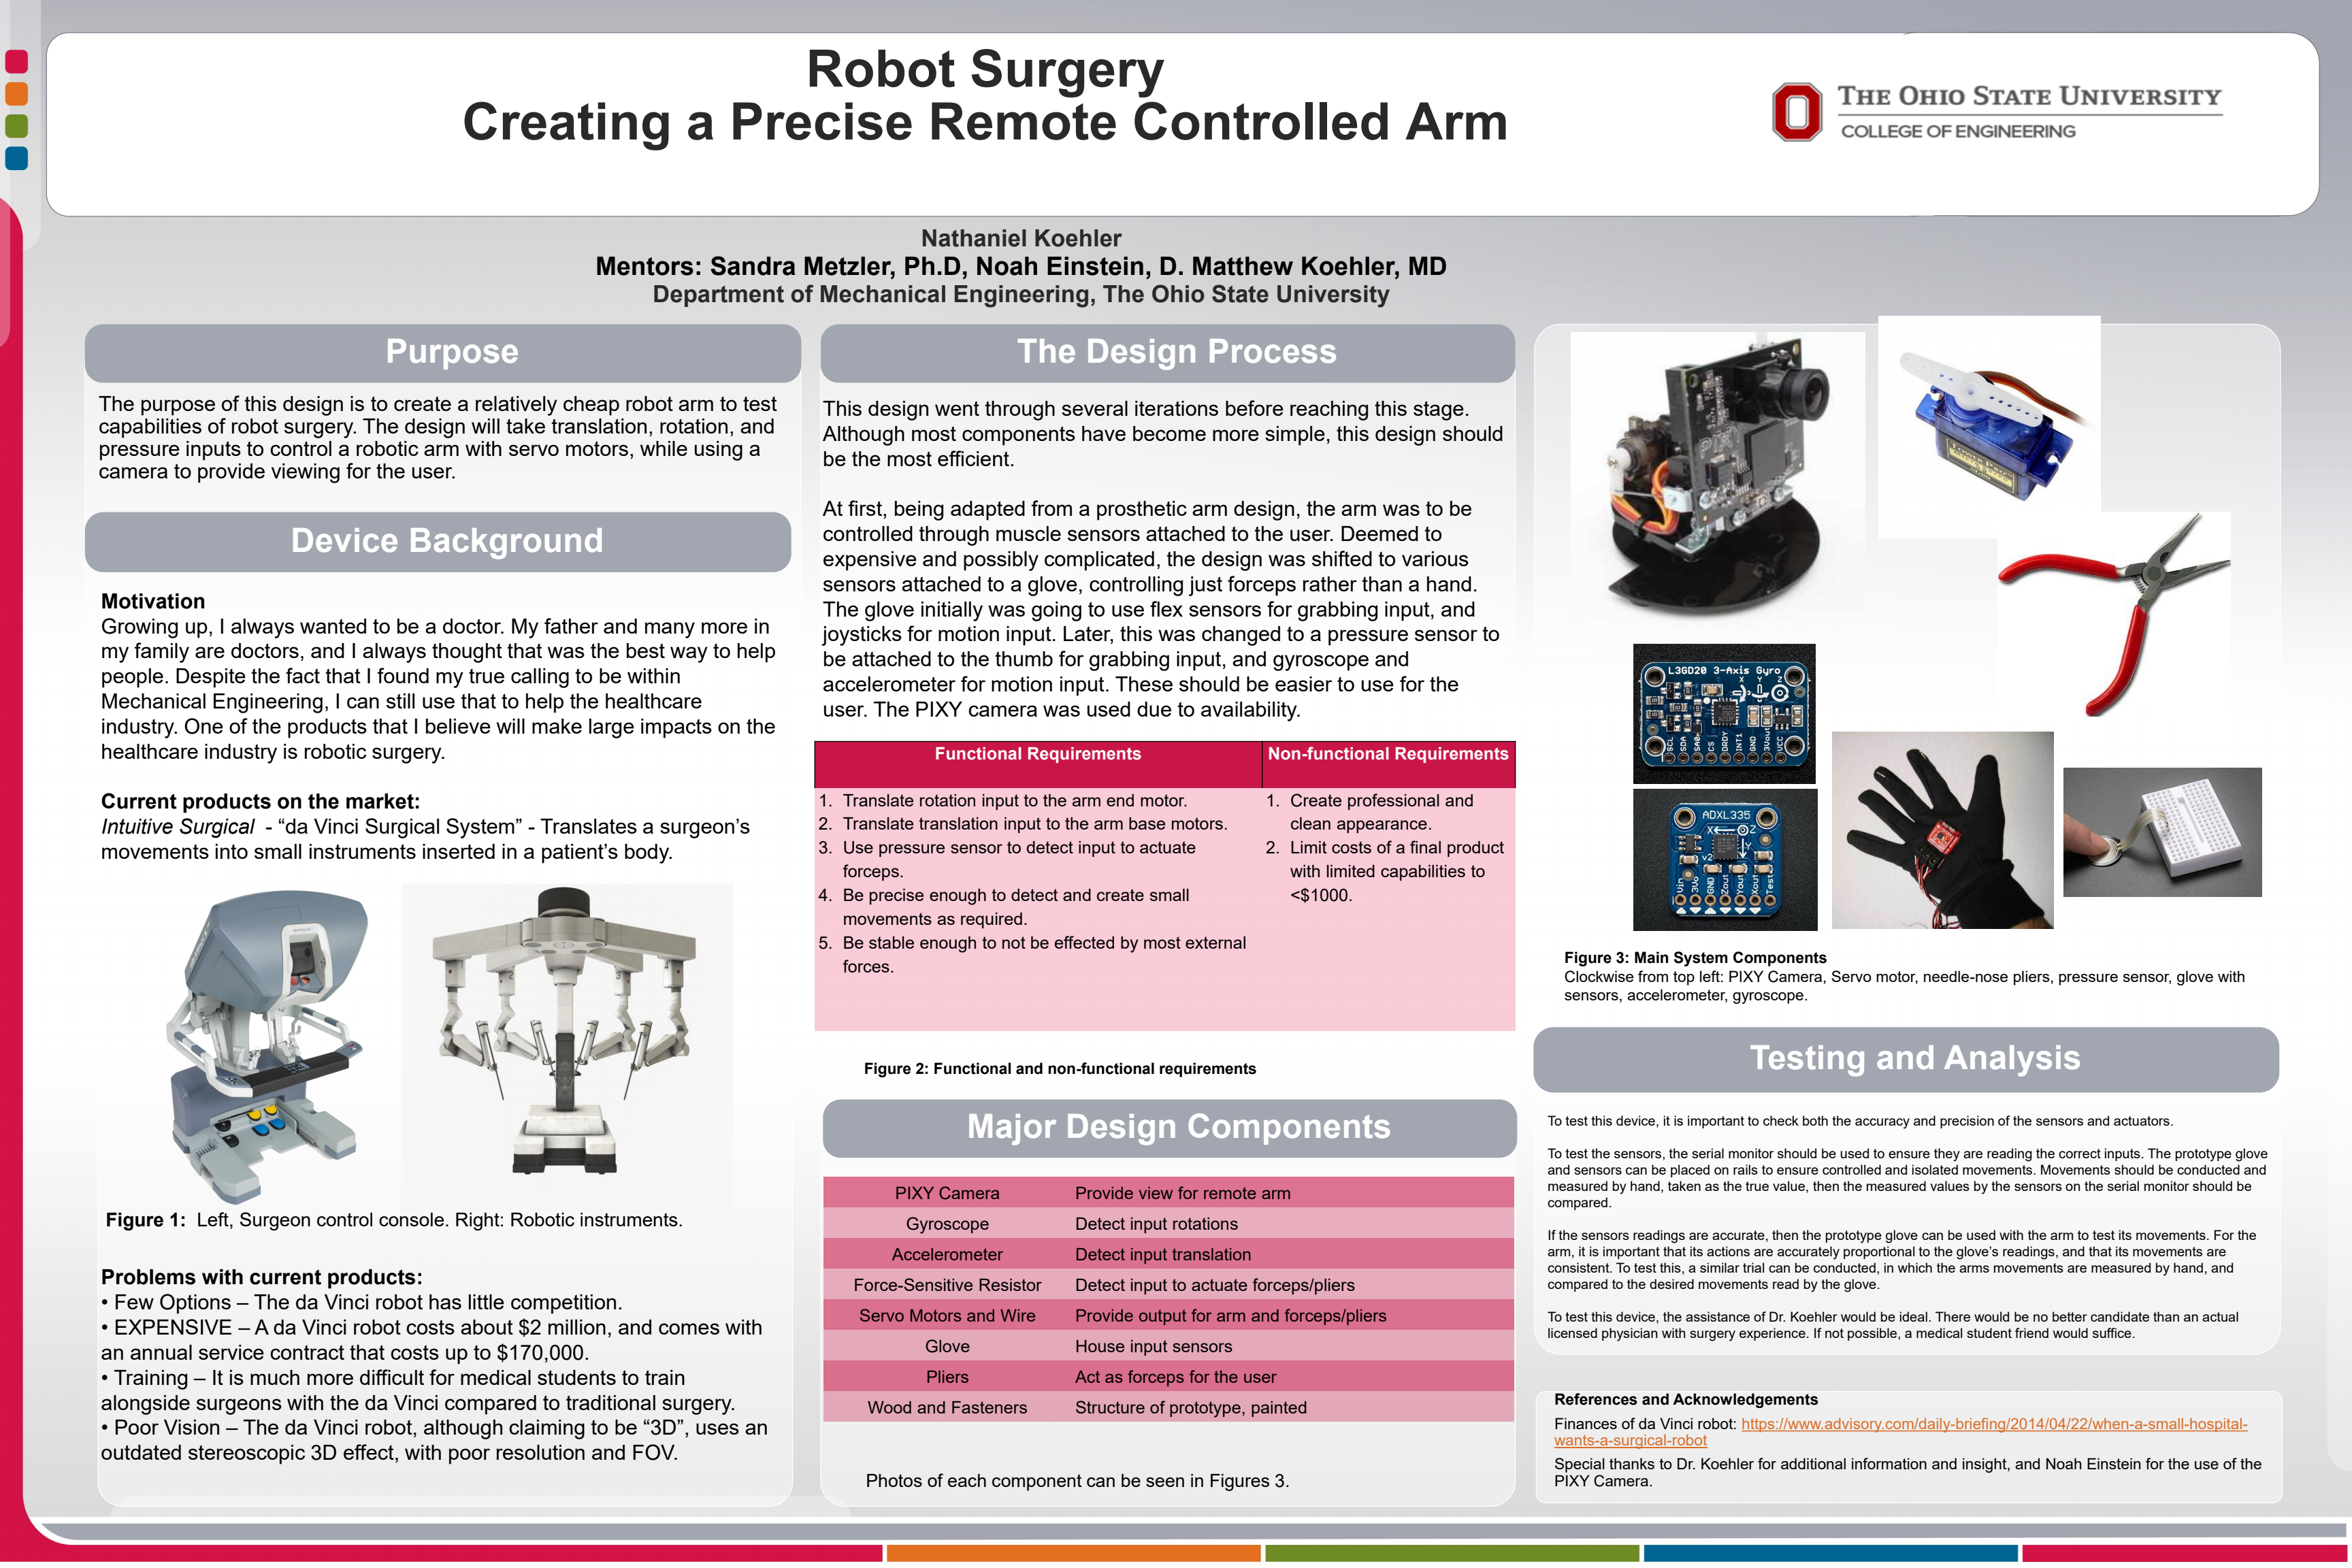 Robot Surgery
Creating a Precise Remote Controlled Arm
THE OHIO STATE UNIVERSITY
COLLEGE OF ENGINEERING
Nathaniel Koehler
Mentors: Sandra Metzler, Ph.D, Noah Einstein, D. Matthew Koehler, MD
Department of Mechanical Engineering, The Ohio State University
Purpose
The purpose of this design is to create a relatively cheap robot arm to test
capabilities of robot surgery. The design will take translation, rotation, and
pressure inputs to control a robotic arm with servo motors, while using a
camera to provide viewing for the user.
Device Background
Motivation
Growing up, I always wanted to be a doctor. My father and many more in
my family are doctors, and I always thought that was the best way to help
people. Despite the fact that I found my true calling to be within
Mechanical Engineering, I can still use that to help the healthcare
industry. One of the products that I believe will make large impacts on the
healthcare industry is robotic surgery.
Current products on the market:
Intuitive Surgical - “da Vinci Surgical System” - Translates a surgeon’s
movements into small instruments inserted in a patient’s body.
Figure 1: Left, Surgeon control console. Right: Robotic instruments.
Problems with current products:
• Few Options – The da Vinci robot has little competition.
• EXPENSIVE – A da Vinci robot costs about $2 million, and comes with
an annual service contract that costs up to $170,000.
• Training – It is much more difficult for medical students to train
alongside surgeons with the da Vinci compared to traditional surgery.
• Poor Vision – The da Vinci robot, although claiming to be “3D”, uses an
outdated stereoscopic 3D effect, with poor resolution and FOV.
The Design Process
This design went through several iterations before reaching this stage.
Although most components have become more simple, this design should
be the most efficient.
At first, being adapted from a prosthetic arm design, the arm was to be
controlled through muscle sensors attached to the user. Deemed to
expensive and possibly complicated, the design was shifted to various
sensors attached to a glove, controlling just forceps rather than a hand.
The glove initially was going to use flex sensors for grabbing input, and
joysticks for motion input. Later, this was changed to a pressure sensor to
be attached to the thumb for grabbing input, and gyroscope and
accelerometer for motion input. These should be easier to use for the
user. The PIXY camera was used due to availability.
Functional Requirements
1. Translate rotation input to the arm end motor.
2. Translate translation input to the arm base motors.
3. Use pressure sensor to detect input to actuate
forceps.
4. Be precise enough to detect and create small
movements as required.
5. Be stable enough to not be effected by most external
forces.
Non-functional Requirements
1. Create professional and
clean appearance.
2. Limit costs of a final product
with limited capabilities to
<$1000.
Figure 2: Functional and non-functional requirements
Major Design Components
PIXY Camera Provide view for remote arm
Gyroscope Detect input rotations
Accelerometer Detect input translation
Force-Sensitive Resistor Detect input to actuate forceps/pliers
Servo Motors and Wire Provide output for arm and forceps/pliers
Glove House input sensors
Pliers Act as forceps for the user
Wood and Fasteners Structure of prototype, painted
Photos of each component can be seen in Figures 3.
L3GD20 3-Axis Gyro
X Y Z
SCL SDA SA0 CS DRDY INT1 GND 3Vout VCC
ADXL335
X Z
Y
v2
Vin 3Vo GND Zout Yout Xout Test
Figure 3: Main System Components
Clockwise from top left: PIXY Camera, Servo motor, needle-nose pliers, pressure sensor, glove with
sensors, accelerometer, gyroscope.
Testing and Analysis
To test this device, it is important to check both the accuracy and precision of the sensors and actuators.
To test the sensors, the serial monitor should be used to ensure they are reading the correct inputs. The prototype glove
and sensors can be placed on rails to ensure controlled and isolated movements. Movements should be conducted and
measured by hand, taken as the true value, then the measured values by the sensors on the serial monitor should be
compared.
If the sensors readings are accurate, then the prototype glove can be used with the arm to test its movements. For the
arm, it is important that its actions are accurately proportional to the glove’s readings, and that its movements are
consistent. To test this, a similar trial can be conducted, in which the arms movements are measured by hand, and
compared to the desired movements read by the glove.
To test this device, the assistance of Dr. Koehler would be ideal. There would be no better candidate than an actual
licensed physician with surgery experience. If not possible, a medical student friend would suffice.
References and Acknowledgements
Finances of da Vinci robot: https://www.advisory.com/daily-briefing/2014/04/22/when-a-small-hospital-
wants-a-surgical-robot
Special thanks to Dr. Koehler for additional information and insight, and Noah Einstein for the use of the
PIXY Camera.